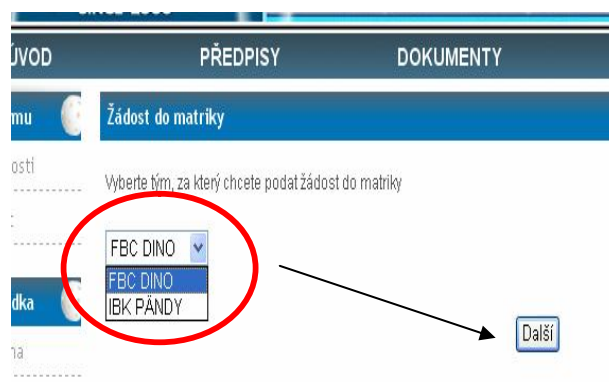 ÚVOD PŘEDPISY DOKUMENTY
mu Žádost do matriky
osti
Vyberte tým, za který chcete podat žádost do matriky
FBC DINO
FBC DINO
IBK PÄNDY
dka
Další
na